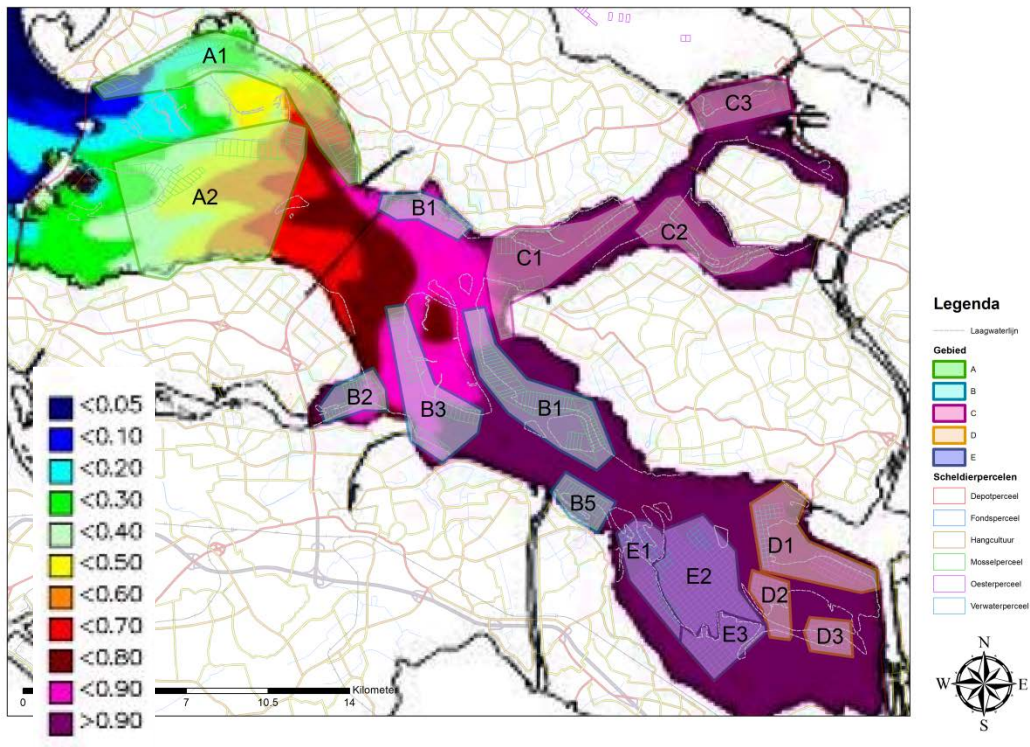 A1
A2
B1
B2
B3
B1
B5
C1
C2
C3
D1
D2
D3
E1
E2
E3
<0.05
<0.10
<0.20
<0.30
<0.40
<0.50
<0.60
<0.70
<0.80
<0.90
>0.90
Kilometer
0 7 10.5 14
Legenda
Laagwaterlijn
Gebied
A
B
C
D
E
Scheldierpercelen
Depotperceel
Fondsperceel
Hangcultuur
Mosselperceel
Oesterperceel
Verwaterperceel
N
W E
S